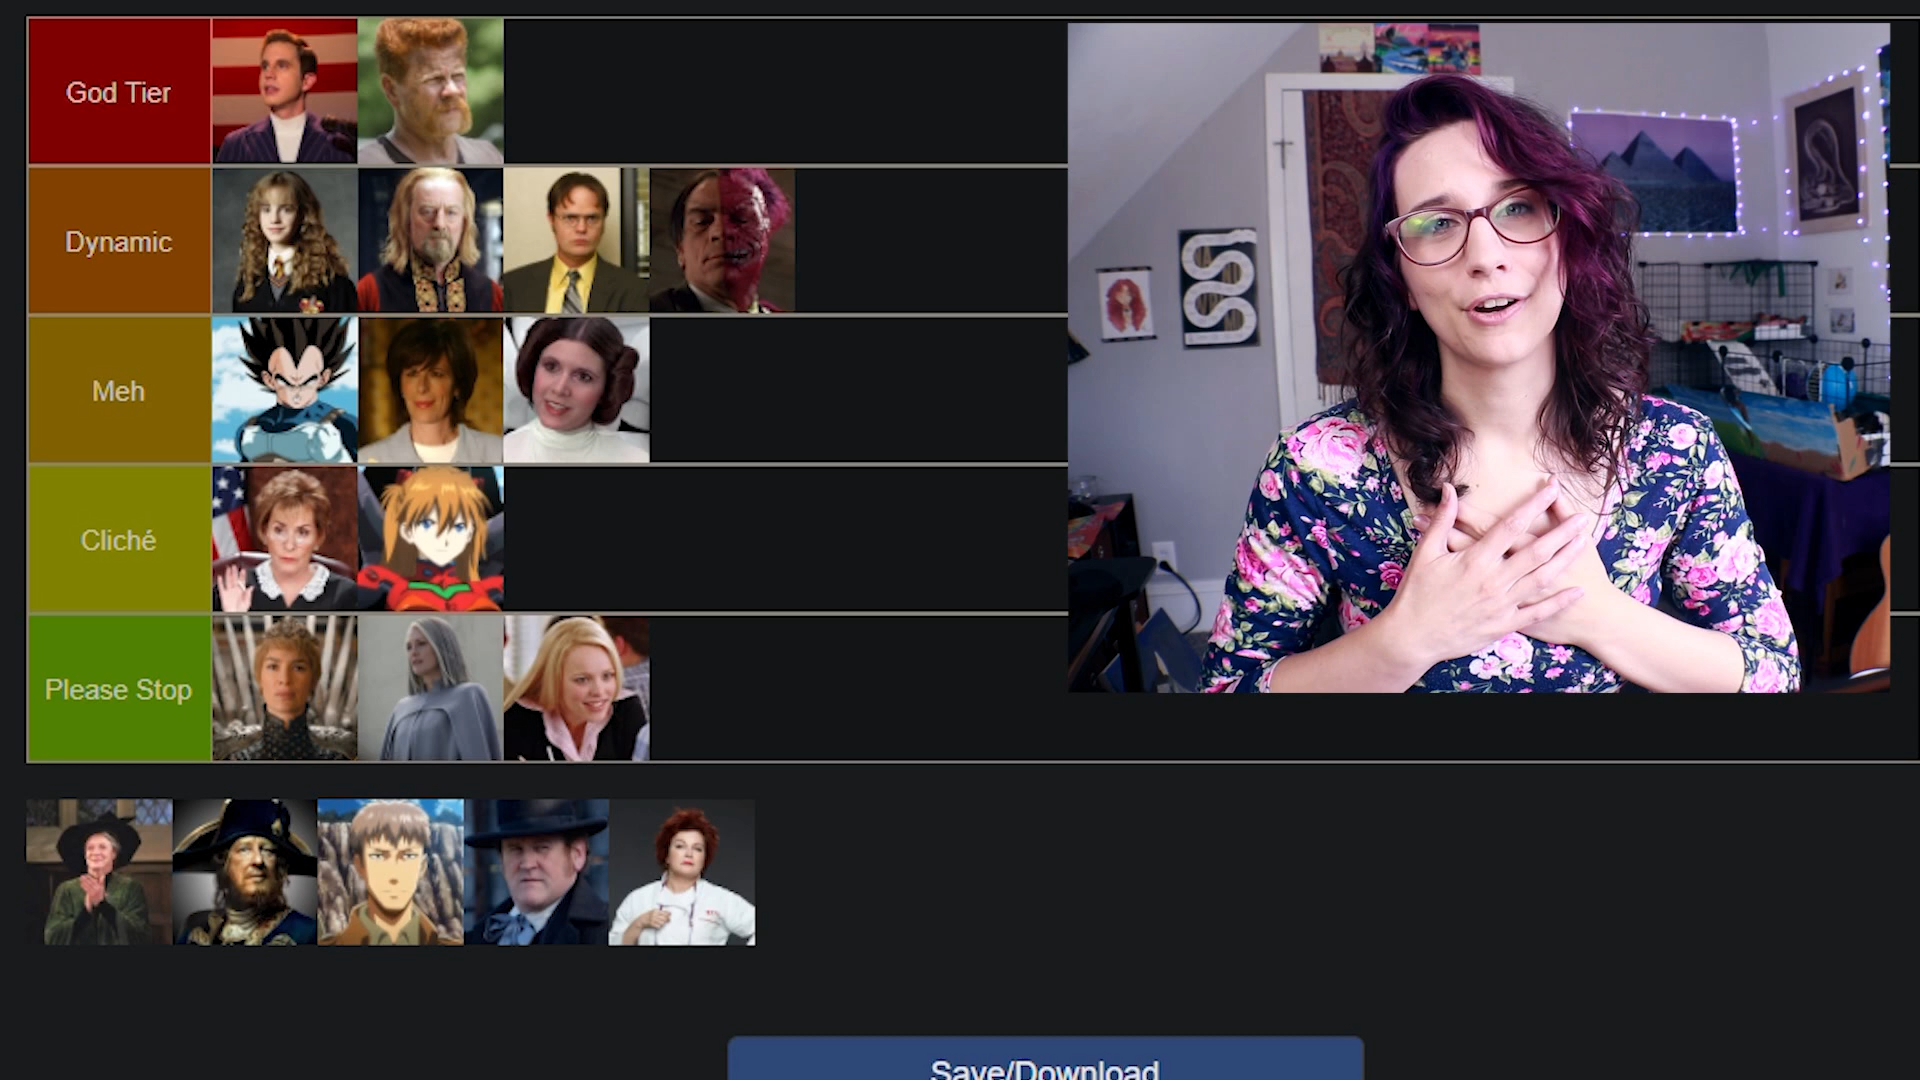 God Tier
Dynamic
Meh
Cliché
Please Stop
Save/Download